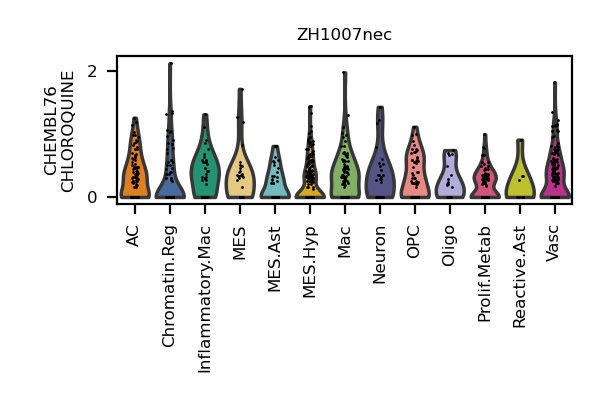 ZH1007nec
CHEMBL76
CHLOROQUINE
2
0
AC
Chromatin.Reg
Inflammatory.Mac
MES
MES.Ast
MES.Hyp
Mac
Neuron
OPC
Oligo
Prolif.Metab
Reactive.Ast
Vasc